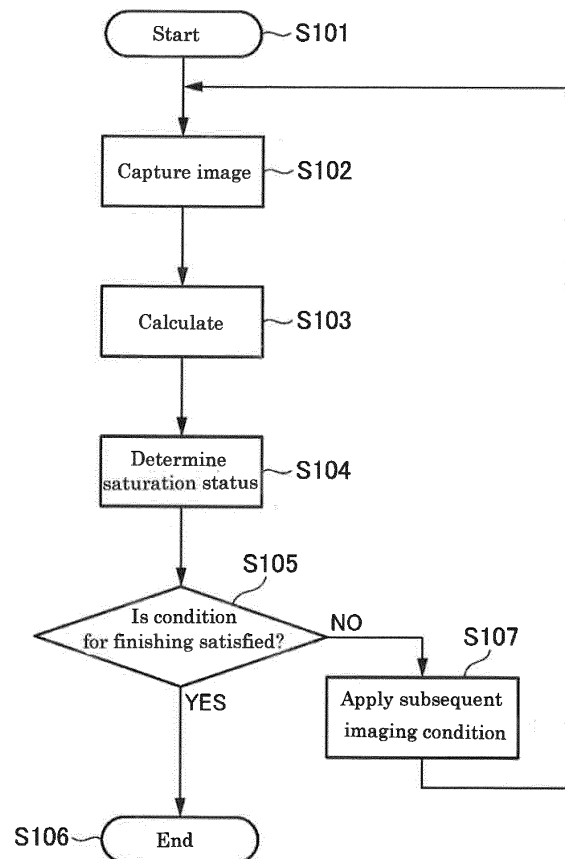 Start
S101
Capture image
S102
Calculate
S103
Determine
saturation status
S104
S105
Is condition
for finishing satisfied?
NO
S107
YES
Apply subsequent
imaging condition
S106
End